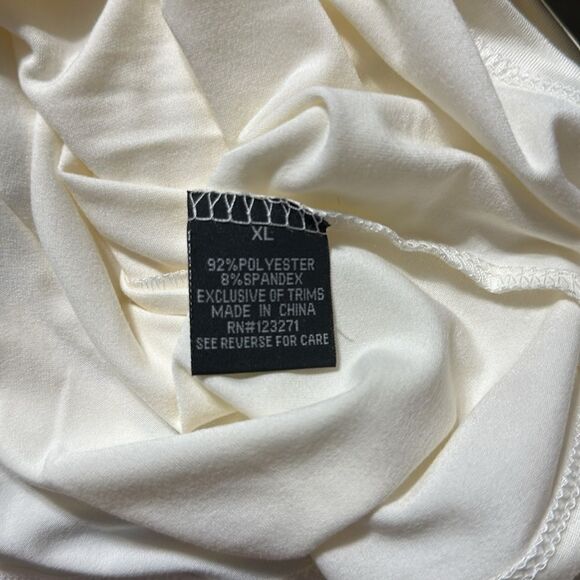 XL
92%POLYESTER
8%SPANDEX
EXCLUSIVE OF TRIMS
MADE IN CHINA
RN#123271
SEE REVERSE FOR CARE